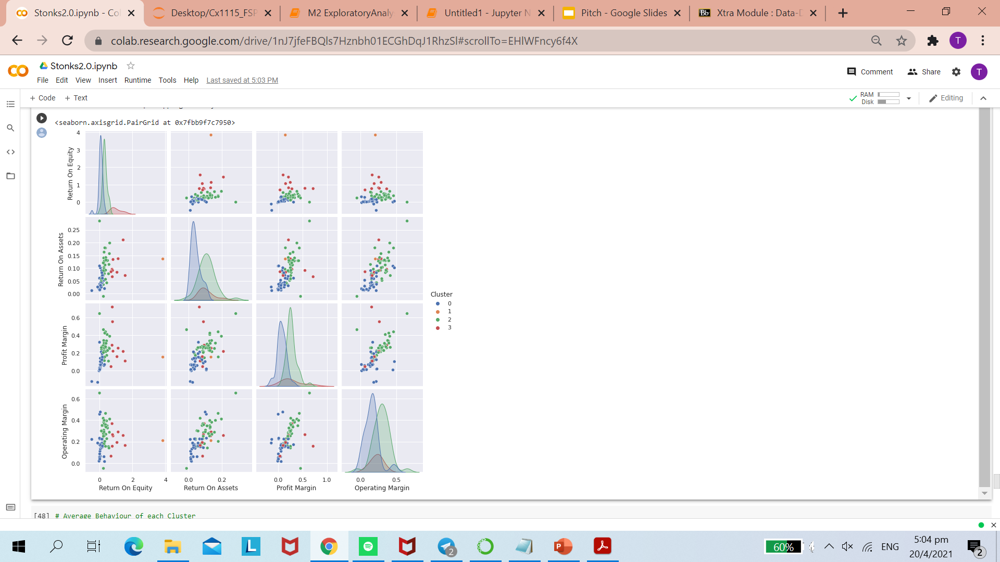 Stonks2.0.ipynb - Co
Desktop/Cx1115_FSP
M2 ExploratoryAnaly
Untitled1 - Jupyter N
Pitch - Google Slides
Bb Xtra Module : Data-D
colab.research.google.com/drive/1nJ7jfeFBQls7Hznbh01ECGhDqJ1RhzSl#scrollTo=EHlWFncy6f4X
T
Stonks2.0.ipynb
Comment
Share
T
File Edit View Insert Runtime Tools Help Last saved at 5:03 PM
+ Code + Text
RAM
Disk
Editing
<seaborn.axisgrid.PairGrid at 0x7fbb9f7c7950>
4
3
2
1
0
Return On Equity
0.25
0.20
0.15
0.10
0.05
0.00
Return On Assets
Cluster
0
1
2
3
0.6
0.4
0.2
0.0
Profit Margin
0.6
0.4
0.2
0.0
Operating Margin
0 2 4
0.0 0.2
0.0 0.5 1.0
0.0 0.5
Return On Equity
Return On Assets
Profit Margin
Operating Margin
[48] # Average Behaviour of each Cluster
L
2
P
60%
ENG
5:04 pm
20/4/2021
2